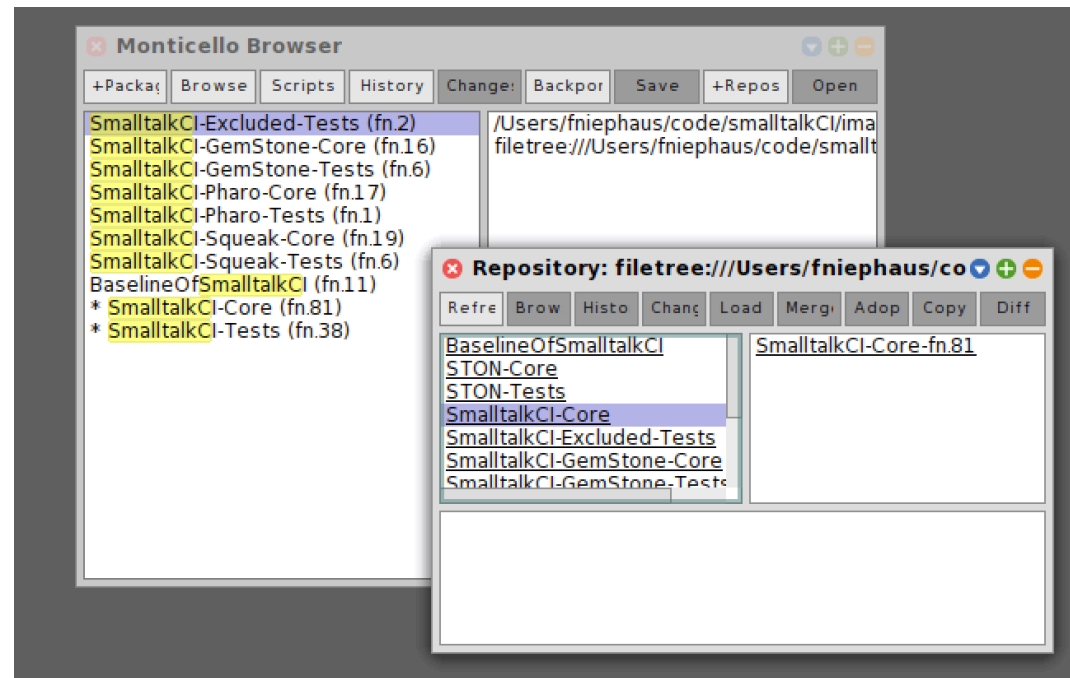 Monticello Browser
+Packag Browse Scripts History Change: Backpor Save +Repos Open
SmalltalkCI-Excluded-Tests (fn.2)
SmalltalkCI-GemStone-Core (fn.16)
SmalltalkCI-GemStone-Tests (fn.6)
SmalltalkCI-Pharo-Core (fn.17)
SmalltalkCI-Pharo-Tests (fn.1)
SmalltalkCI-Squeak-Core (fn.19)
SmalltalkCI-Squeak-Tests (fn.6)
BaselineOfSmalltalkCI (fn.11)
* SmalltalkCI-Core (fn.81)
* SmalltalkCI-Tests (fn.38)
/Users/fniephaus/code/smalltalkCI/ima
filetree:///Users/fniephaus/code/smallt
Repository: filetree:///Users/fniephaus/co
Refre Brow Histo Chang Load Merg Adop Copy Diff
BaselineOfSmalltalkCI
STON-Core
STON-Tests
SmalltalkCI-Core
SmalltalkCI-Excluded-Tests
SmalltalkCI-GemStone-Core
SmalltalkCI-GemStone-Tests
SmalltalkCI-Core-fn.81